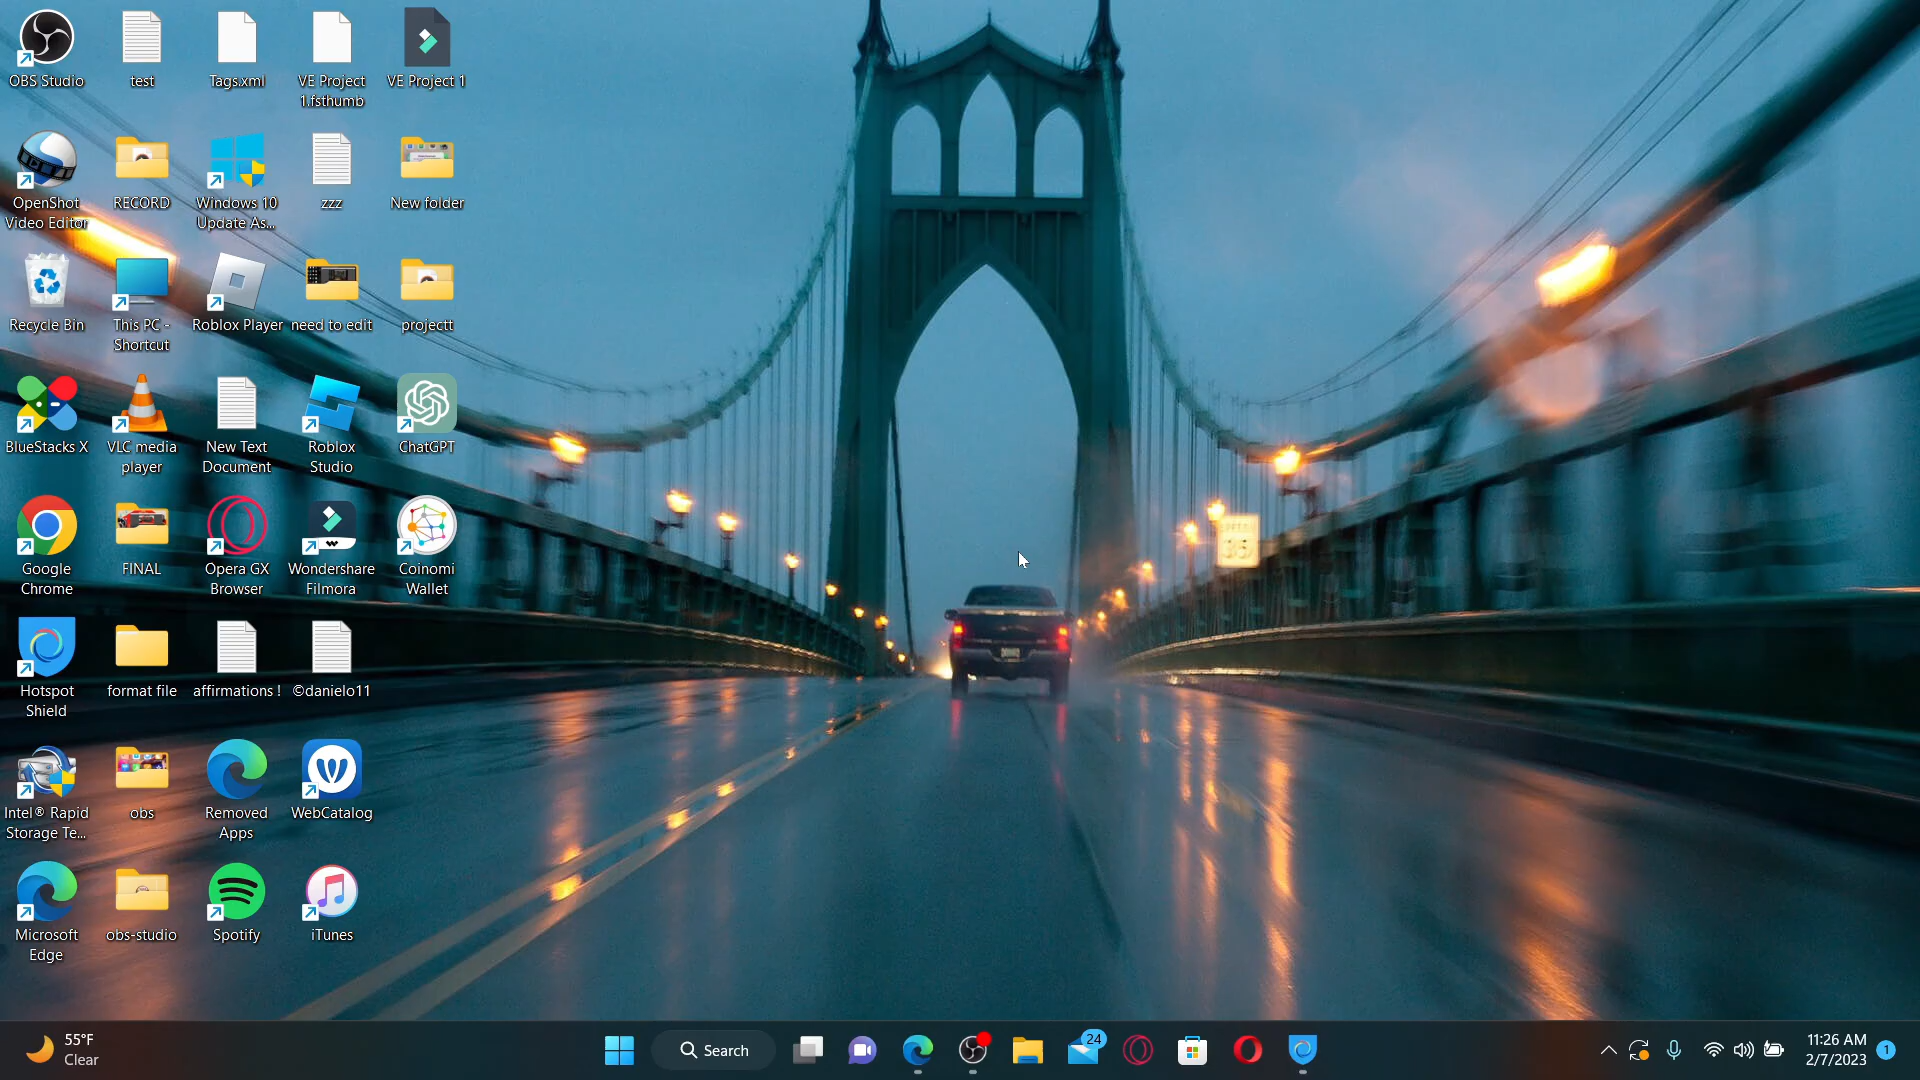 OBS Studio
test
Tags.xml
VE Project
1.fsthumb
VE Project 1
OpenShot
Video Editor
RECORD
Windows 10
Update As...
zzz
New folder
Recycle Bin
This PC -
Shortcut
Roblox Player
need to edit
projectt
BlueStacks X
VLC media
player
New Text
Document
Roblox
Studio
ChatGPT
Google
Chrome
FINAL
Opera GX
Browser
Wondershare
Filmora
Coinomi
Wallet
Hotspot
Shield
format file
affirmations !
©danielo11
Intel® Rapid
Storage Te...
obs
Removed
Apps
WebCatalog
Microsoft
Edge
obs-studio
Spotify
iTunes
35
55°F
Clear
Search
24
11:26 AM
2/7/2023
1